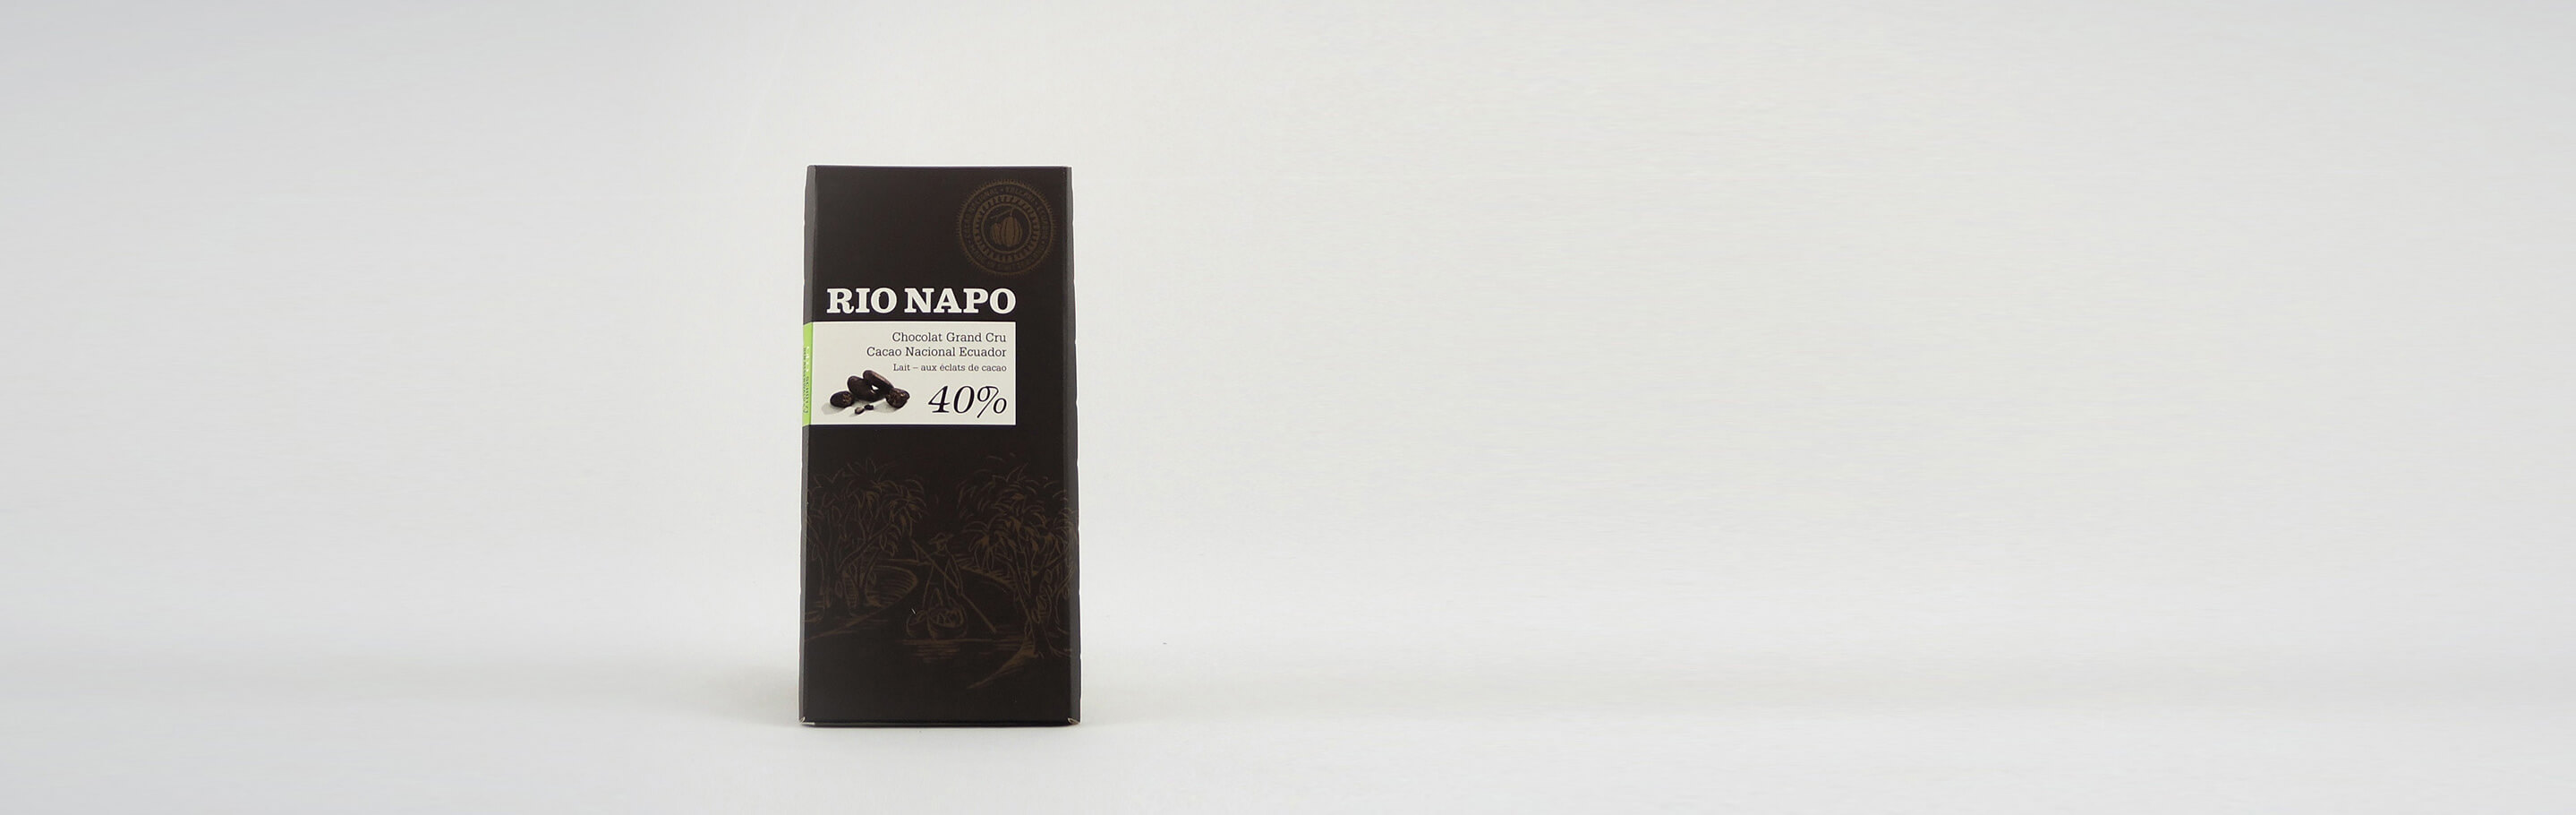 RIO NAPO
Chocolat Grand Cru
Cacao Nacional Ecuador
Lait – aux éclats de cacao
40%